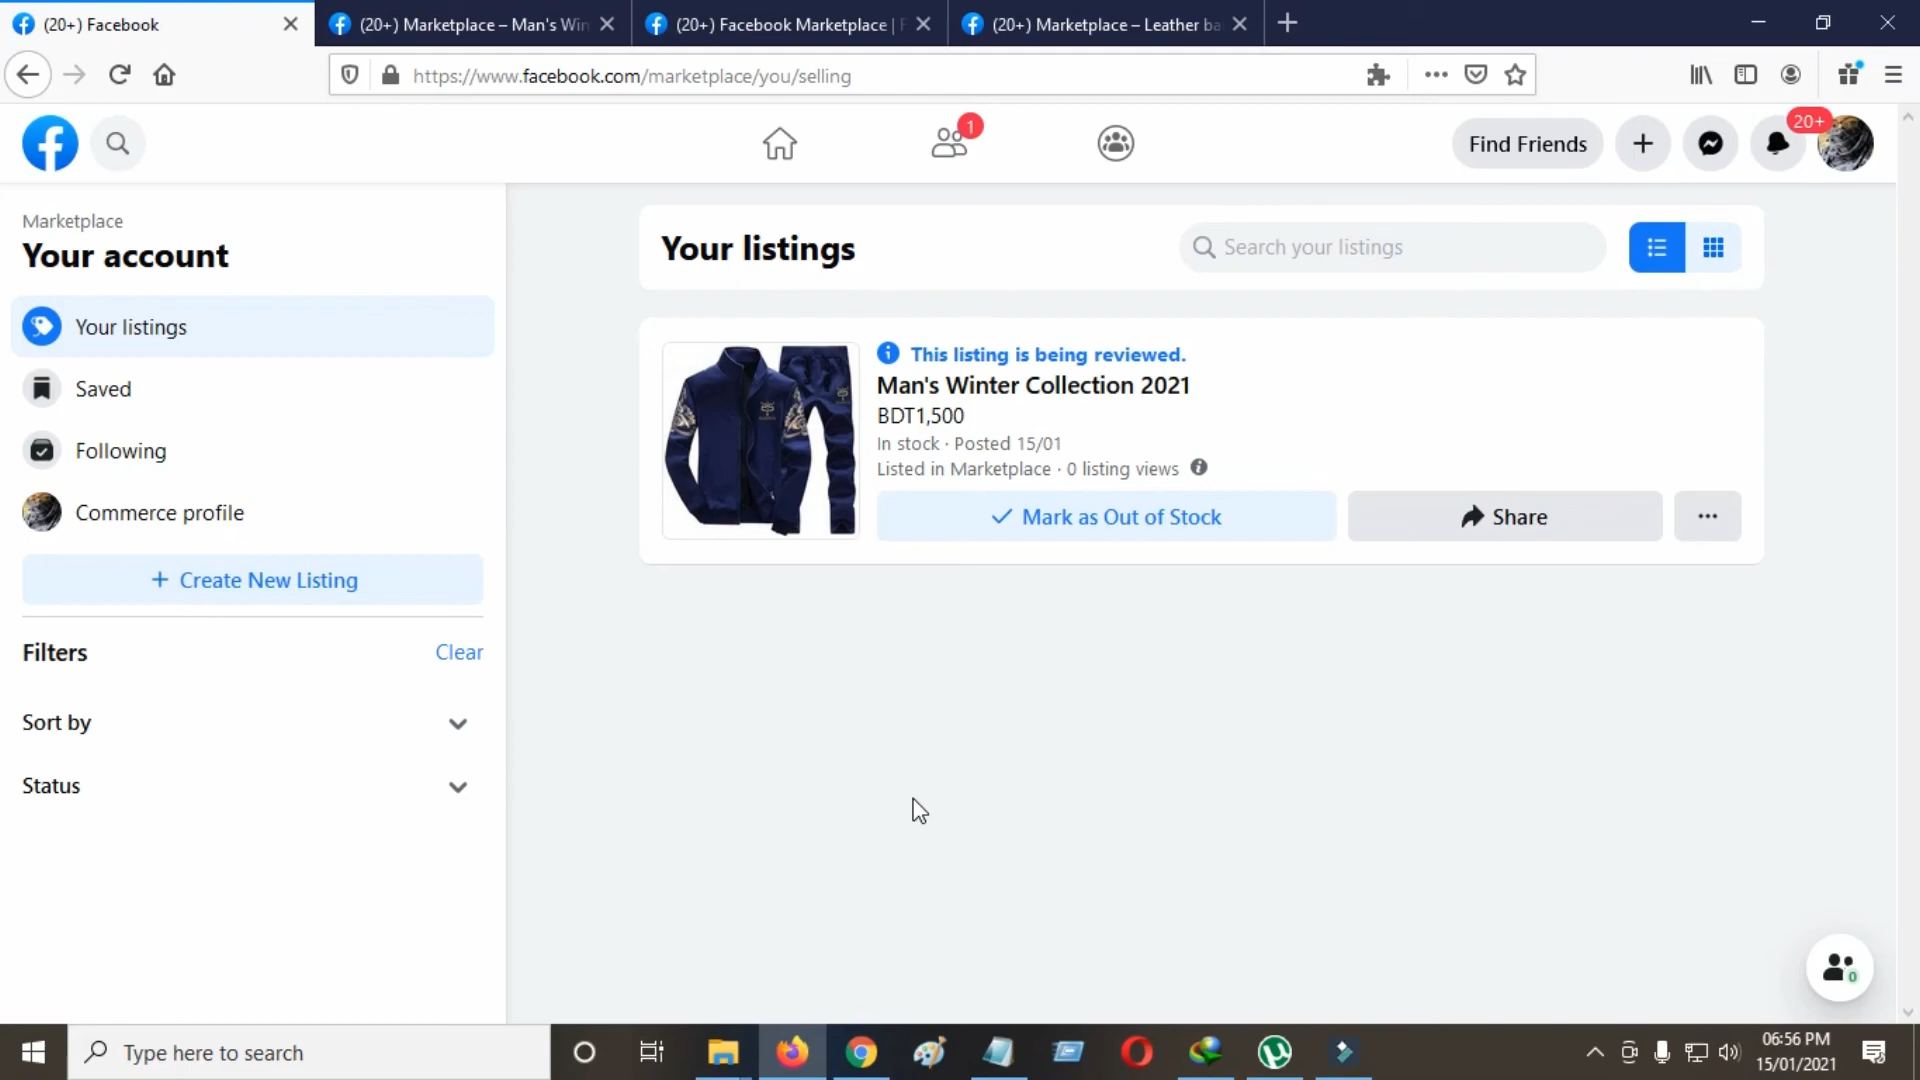 (20+) Facebook
(20+) Marketplace – Man's Win
(20+) Facebook Marketplace |
(20+) Marketplace – Leather ba
https://www.facebook.com/marketplace/you/selling
1
Find Friends
20+
Marketplace
Your account
Your listings
Saved
Following
Commerce profile
+ Create New Listing
Filters
Clear
Sort by
Status
Your listings
Search your listings
This listing is being reviewed.
Man's Winter Collection 2021
BDT1,500
In stock · Posted 15/01
Listed in Marketplace · 0 listing views
Mark as Out of Stock
Share
0
Type here to search
06:56 PM
15/01/2021